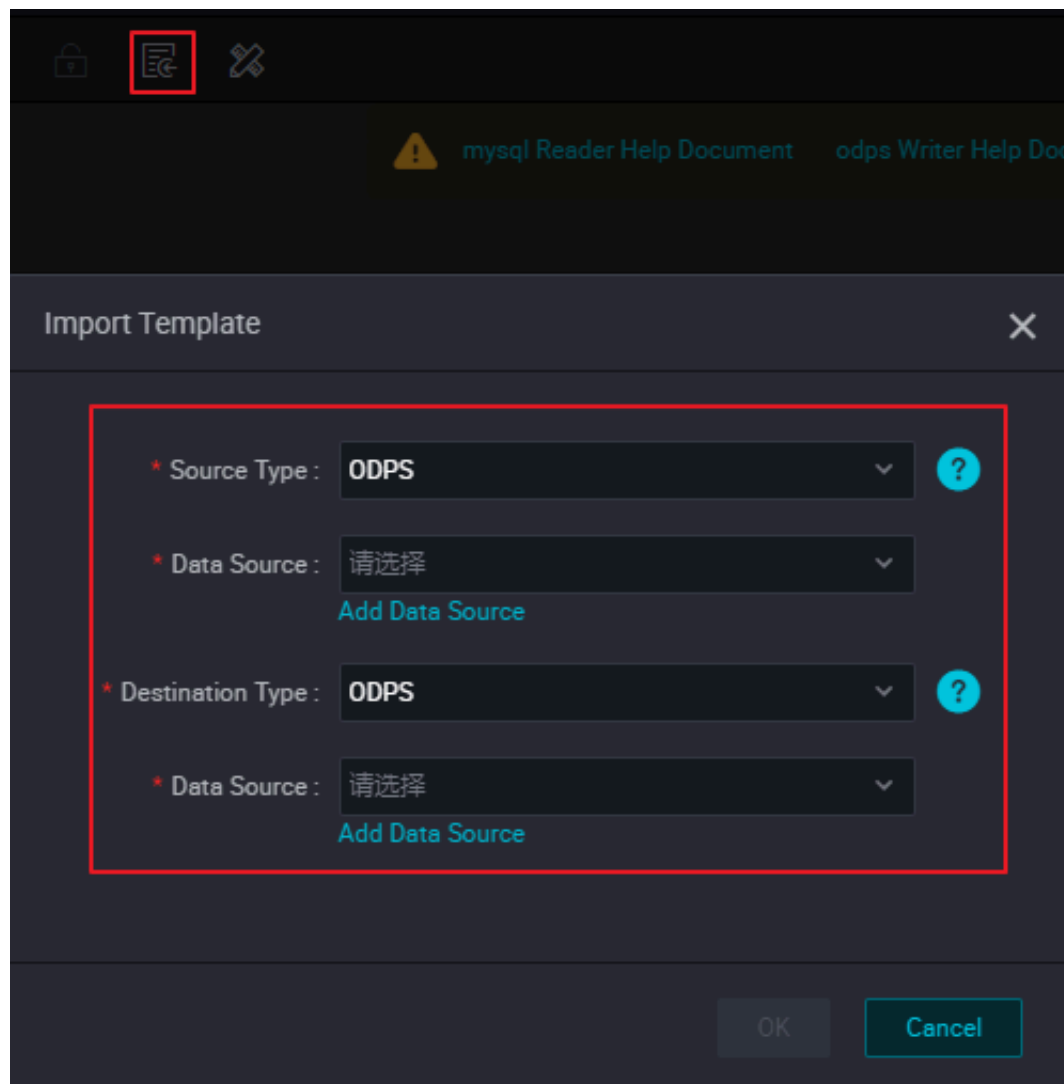 mysql Reader Help Document odps Writer Help Doc
Import Template
* Source Type : ODPS
* Data Source : 请选择
Add Data Source
* Destination Type : ODPS
* Data Source : 请选择
Add Data Source
OK Cancel